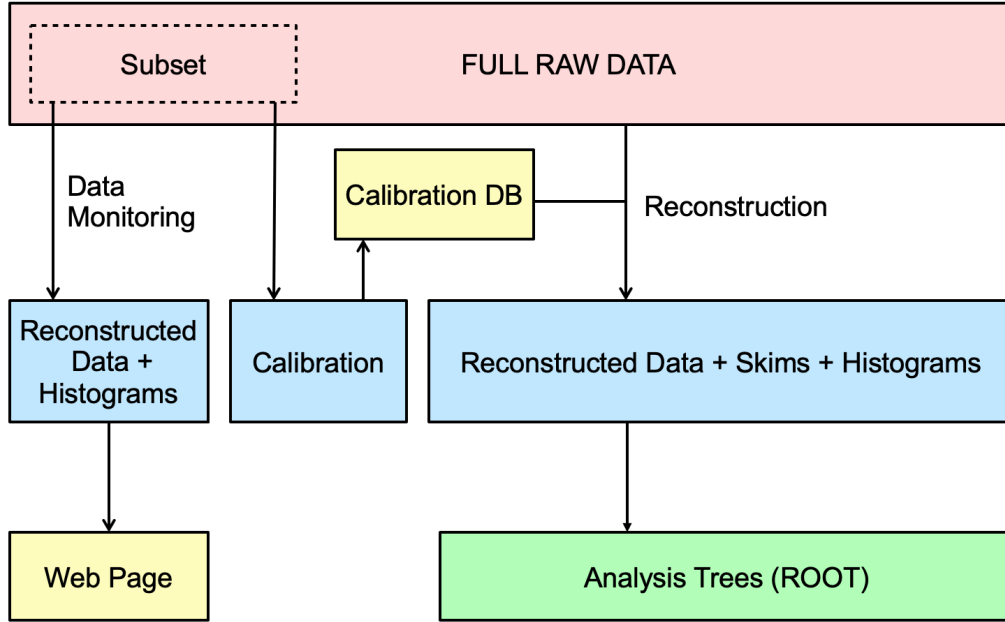 Subset
FULL RAW DATA
Data
Monitoring
Calibration DB
Reconstruction
Reconstructed
Data +
Histograms
Calibration
Reconstructed Data + Skims + Histograms
Web Page
Analysis Trees (ROOT)